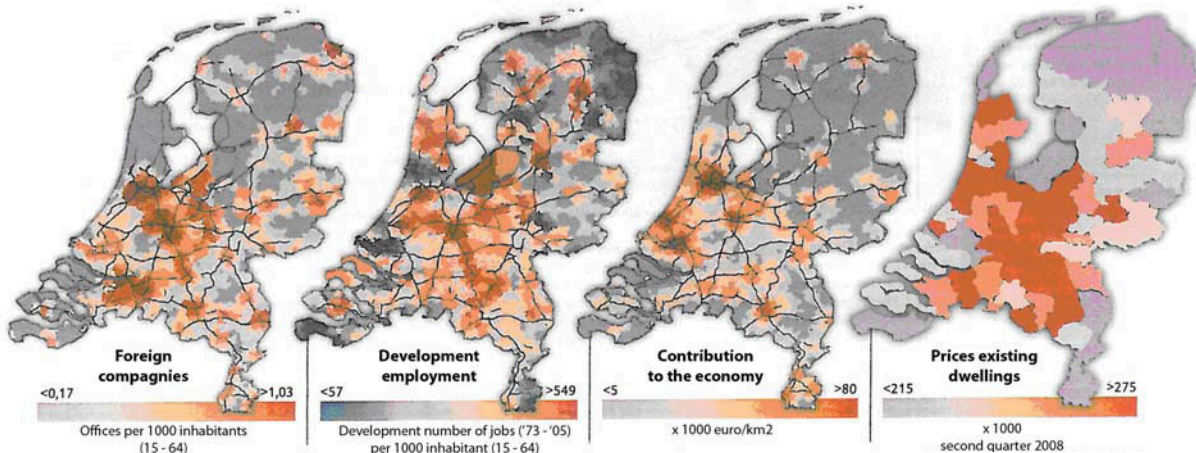 Foreign
compagnies
<0,17 >1,03
Offices per 1000 inhabitants
(15 - 64)
Development
employment
<57 >549
Development number of jobs ('73 - '05)
per 1000 inhabitant (15 - 64)
Contribution
to the economy
<5 >80
x 1000 euro/km2
Prices existing
dwellings
<215 >275
x 1000
second quarter 2008